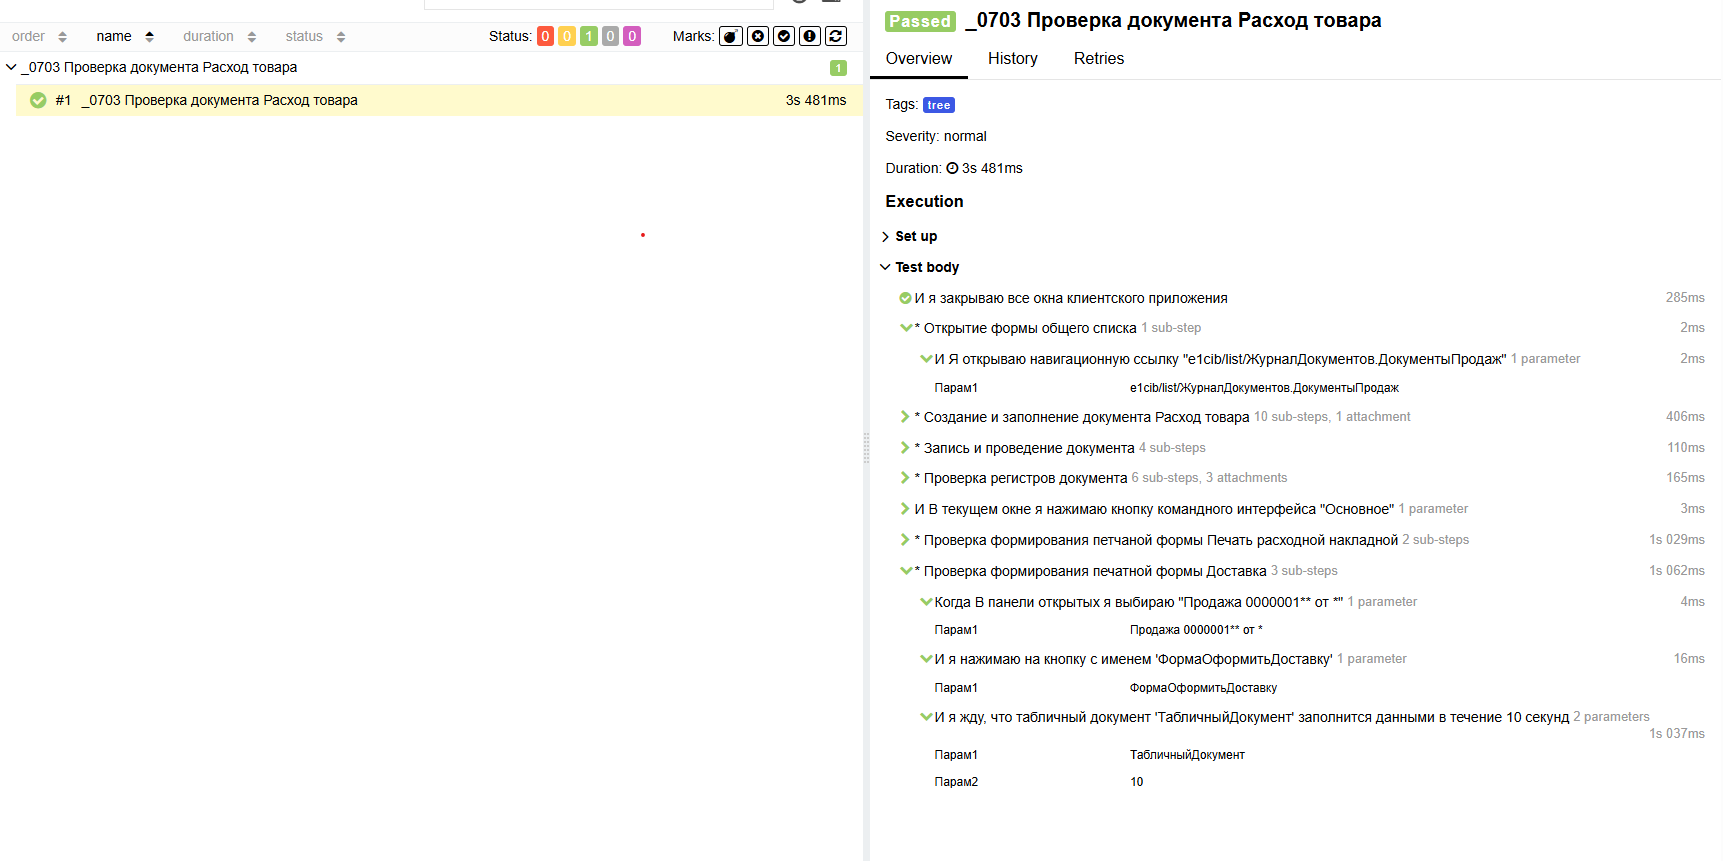 order name duration status Status: 0 0 1 0 0 Marks:
_0703 Проверка документа Расход товара 1
#1 _0703 Проверка документа Расход товара 3s 481ms
Passed _0703 Проверка документа Расход товара
Overview History Retries
Tags: tree
Severity: normal
Duration: 3s 481ms
Execution
Set up
Test body
И я закрываю все окна клиентского приложения 285ms
* Открытие формы общего списка 1 sub-step 2ms
И Я открываю навигационную ссылку "e1cib/list/ЖурналДокументов.ДокументыПродаж" 1 parameter 2ms
Парам1 e1cib/list/ЖурналДокументов.ДокументыПродаж
* Создание и заполнение документа Расход товара 10 sub-steps, 1 attachment 406ms
* Запись и проведение документа 4 sub-steps 110ms
* Проверка регистров документа 6 sub-steps, 3 attachments 165ms
И В текущем окне я нажимаю кнопку командного интерфейса "Основное" 1 parameter 3ms
* Проверка формирования петчаной формы Печать расходной накладной 2 sub-steps 1s 029ms
* Проверка формирования печатной формы Доставка 3 sub-steps 1s 062ms
Когда В панели открытых я выбираю "Продажа 0000001** от *" 1 parameter 4ms
Парам1 Продажа 0000001** от *
И я нажимаю на кнопку с именем 'ФормаОформитьДоставку' 1 parameter 16ms
Парам1 ФормаОформитьДоставку
И я жду, что табличный документ 'ТабличныйДокумент' заполнится данными в течение 10 секунд 2 parameters
1s 037ms
Парам1 ТабличныйДокумент
Парам2 10